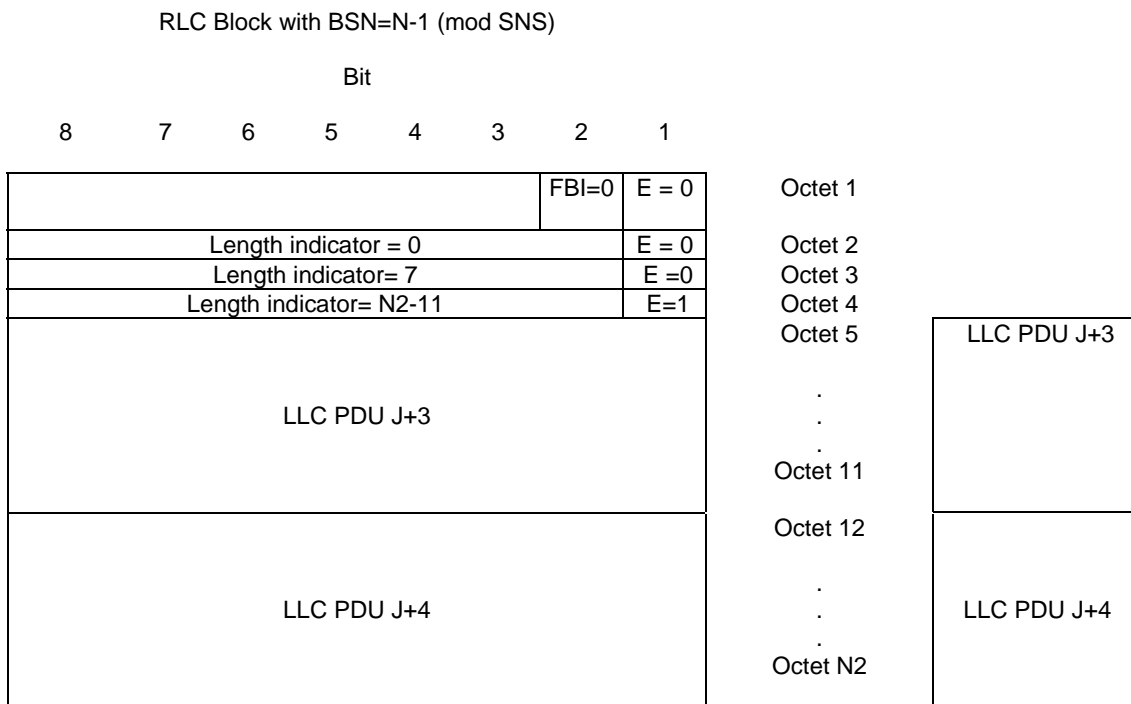 RLC Block with BSN=N-1 (mod SNS)
Bit
8 7 6 5 4 3 2 1
FBI=0 E = 0 Octet 1
Length indicator = 0 E = 0 Octet 2
Length indicator= 7 E =0 Octet 3
Length indicator= N2-11 E=1 Octet 4
Octet 5 LLC PDU J+3
.
LLC PDU J+3 .
.
Octet 11
Octet 12
.
LLC PDU J+4 . LLC PDU J+4
.
Octet N2